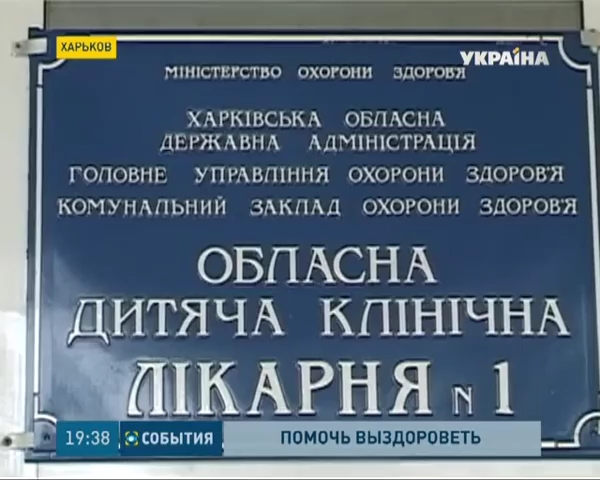 ХАРЬКОВ
УКРАЇНА
МІНІСТЕРСТВО ОХОРОНИ ЗДОРОВ'Я
ХАРКІВСЬКА ОБЛАСНА
ДЕРЖАВНА АДМІНІСТРАЦІЯ
ГОЛОВНЕ УПРАВЛІННЯ ОХОРОНИ ЗДОРОВ'Я
КОМУНАЛЬНИЙ ЗАКЛАД ОХОРОНИ ЗДОРОВ'Я
ОБЛАСНА
ДИТЯЧА КЛІНІЧНА
ЛІКАРНЯ N 1
19:38 СОБЫТИЯ ПОМОЧЬ ВЫЗДОРОВЕТЬ